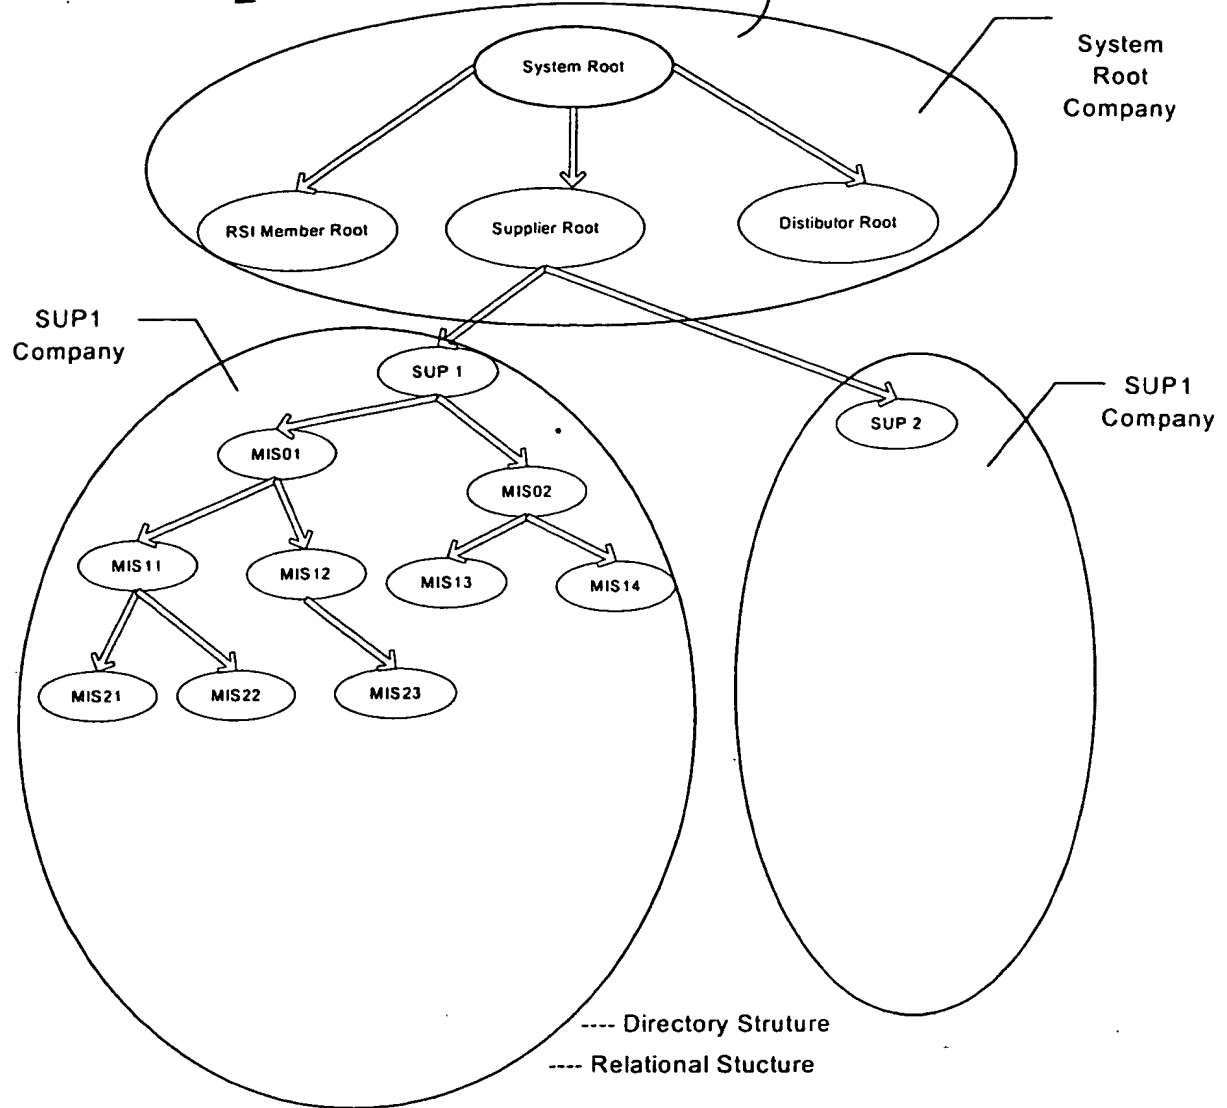 System Root
System
Root
Company
RSI Member Root
Supplier Root
Distibutor Root
SUP1
Company
SUP 1
SUP 2
SUP1
Company
MIS01
MIS02
MIS11
MIS12
MIS13
MIS14
MIS21
MIS22
MIS23
---- Directory Struture
---- Relational Stucture